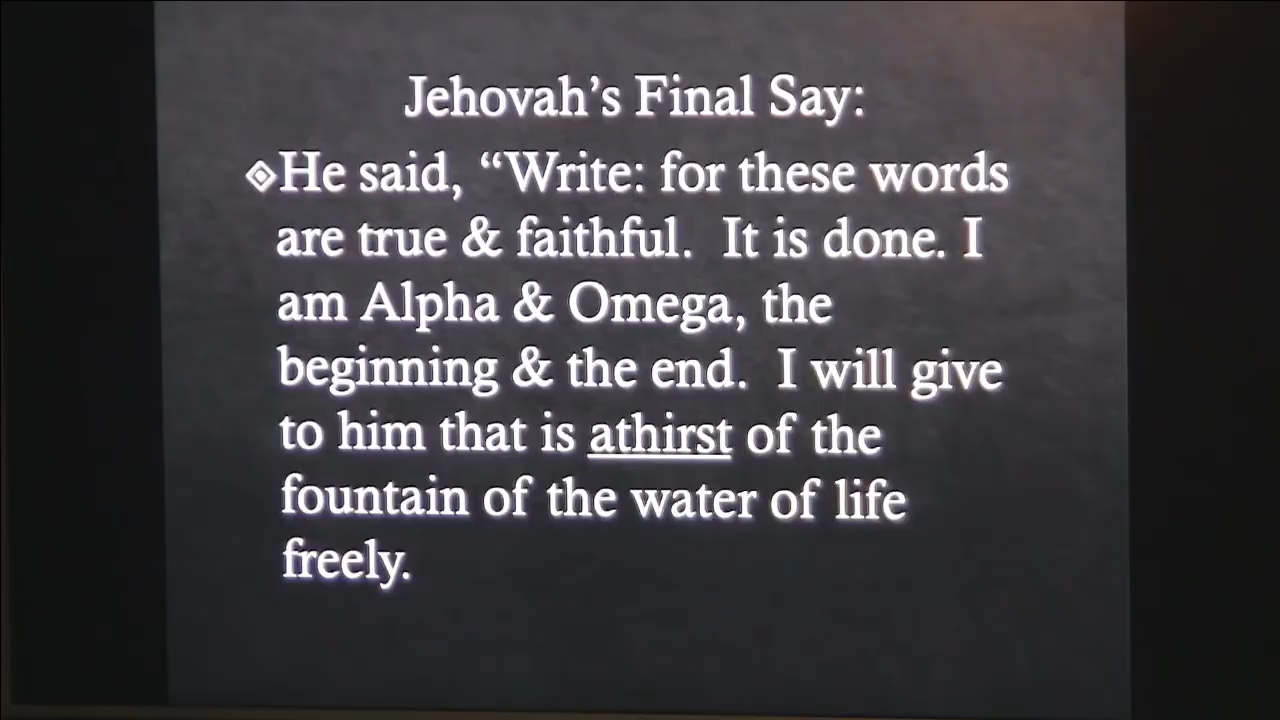 Jehovah’s Final Say:
He said, “Write: for these words
are true & faithful.  It is done. I
am Alpha & Omega, the
beginning & the end.  I will give
to him that is athirst of the
fountain of the water of life
freely.